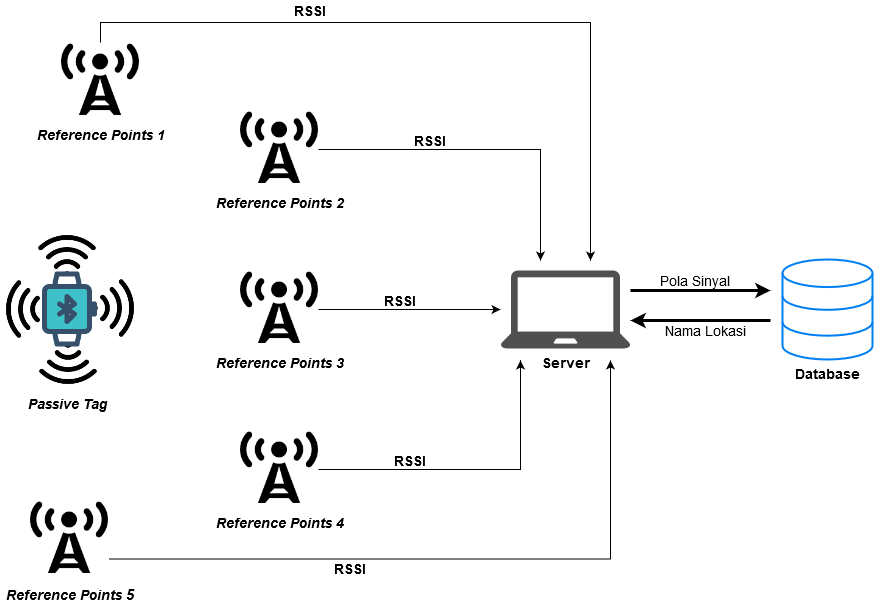 RSSI
Reference Points 1
RSSI
Reference Points 2
Pola Sinyal
RSSI
Nama Lokasi
Reference Points 3
Server
Database
Passive Tag
RSSI
Reference Points 4
RSSI
Reference Points 5